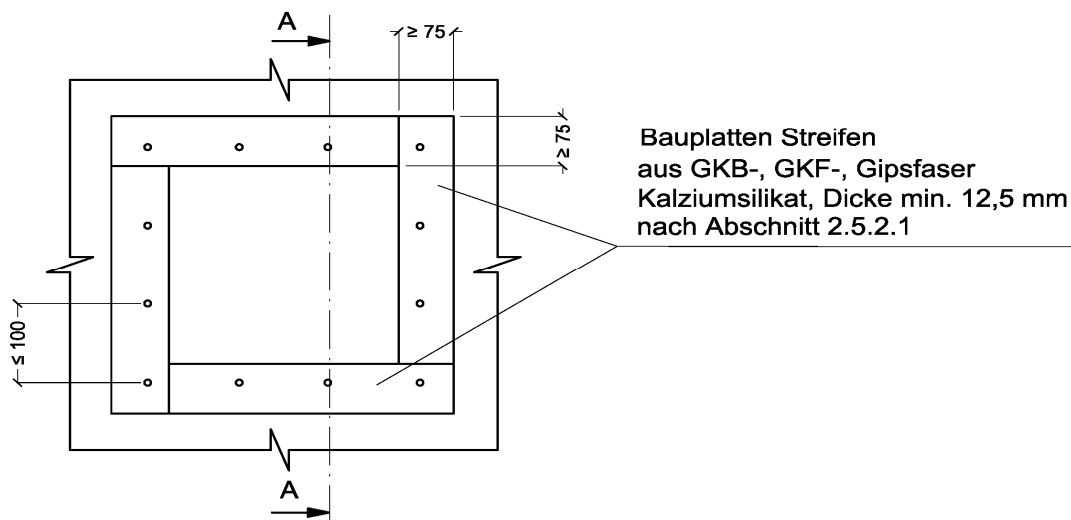 A
≥ 75
≥ 75
Bauplatten Streifen
aus GKB-, GKF-, Gipsfaser
Kalziumsilikat, Dicke min. 12,5 mm
nach Abschnitt 2.5.2.1
≤ 100
A